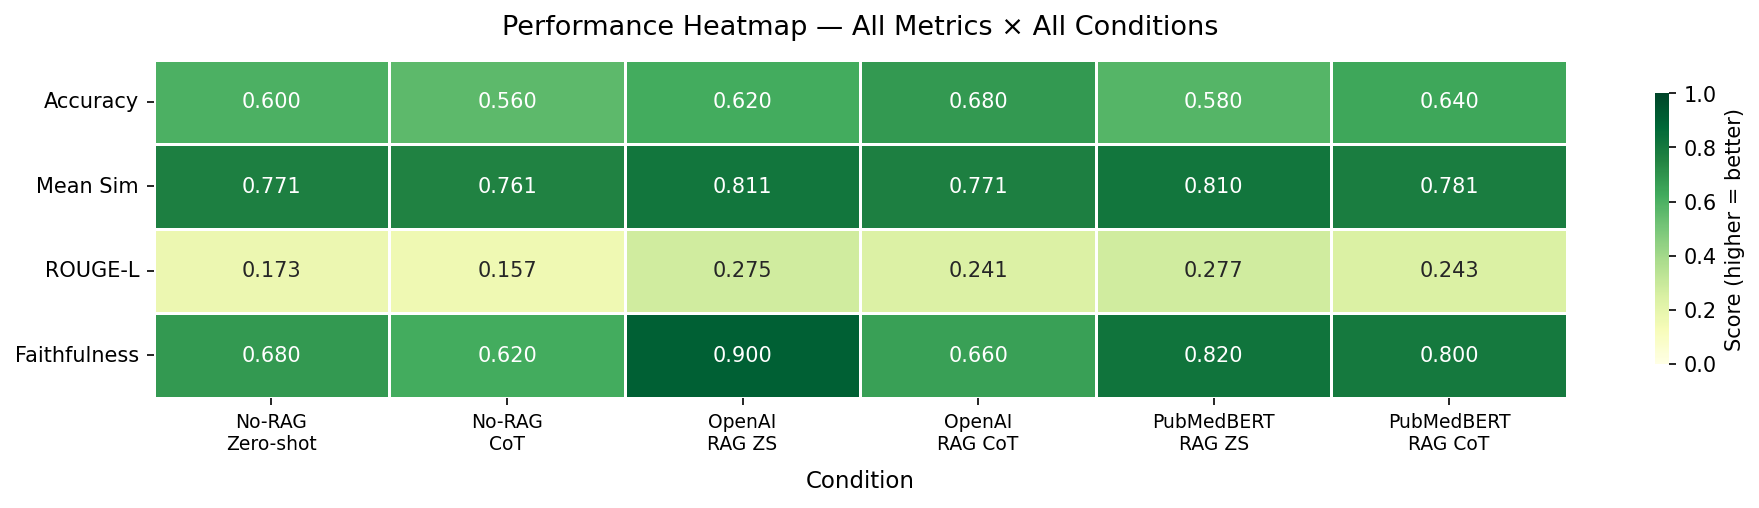 Performance Heatmap — All Metrics × All Conditions
Accuracy 0.600 0.560 0.620 0.680 0.580 0.640
Mean Sim 0.771 0.761 0.811 0.771 0.810 0.781
ROUGE-L 0.173 0.157 0.275 0.241 0.277 0.243
Faithfulness 0.680 0.620 0.900 0.660 0.820 0.800
No-RAG No-RAG OpenAI OpenAI PubMedBERT PubMedBERT
Zero-shot CoT RAG ZS RAG CoT RAG ZS RAG CoT
Condition
1.0
0.8
0.6
0.4
0.2
0.0
Score (higher = better)